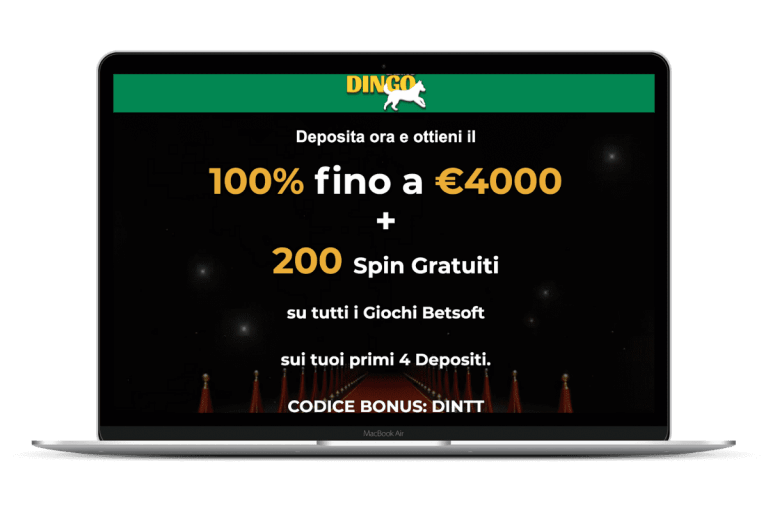 DINGO
Deposita ora e ottieni il
100% fino a €4000
+
200 Spin Gratuiti
su tutti i Giochi Betsoft
sui tuoi primi 4 Depositi.
CODICE BONUS: DINTT
MacBook Air